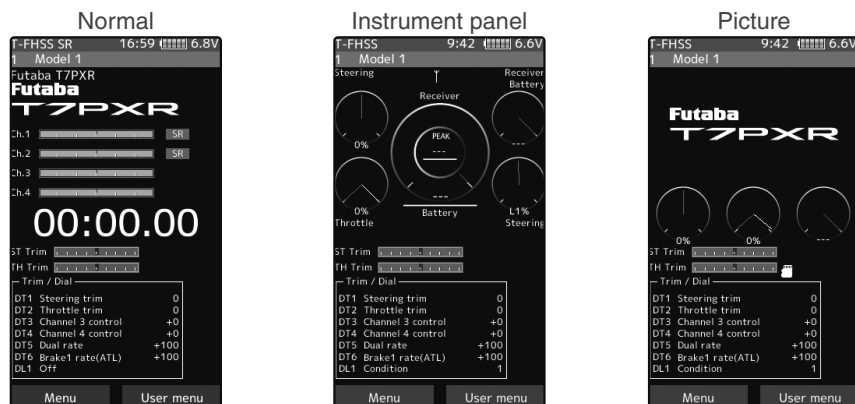 Normal
T-FHSS SR 16:59 6.8V
1 Model 1
Futaba T7PXR
Futaba
T7PXR
Ch.1 SR
Ch.2 SR
Ch.3
Ch.4
00:00.00
ST Trim
TH Trim
Trim / Dial
DT1 Steering trim 0
DT2 Throttle trim 0
DT3 Channel 3 control +0
DT4 Channel 4 control +0
DT5 Dual rate +100
DT6 Brake1 rate(ATL) +100
DL1 Off
Menu User menu
Instrument panel
T-FHSS 9:42 6.6V
1 Model 1
Steering
Receiver
Battery
Receiver
PEAK
---
0%
---
0%
Throttle
---
Battery
L1%
Steering
ST Trim
TH Trim
Trim / Dial
DT1 Steering trim 0
DT2 Throttle trim 0
DT3 Channel 3 control +0
DT4 Channel 4 control +0
DT5 Dual rate +100
DT6 Brake1 rate(ATL) +100
DL1 Condition 1
Menu User menu
Picture
T-FHSS 9:42 6.6V
1 Model 1
Futaba
T7PXR
0% 0% ---
ST Trim
TH Trim
Trim / Dial
DT1 Steering trim 0
DT2 Throttle trim 0
DT3 Channel 3 control +0
DT4 Channel 4 control +0
DT5 Dual rate +100
DT6 Brake1 rate(ATL) +100
DL1 Condition 1
Menu User menu